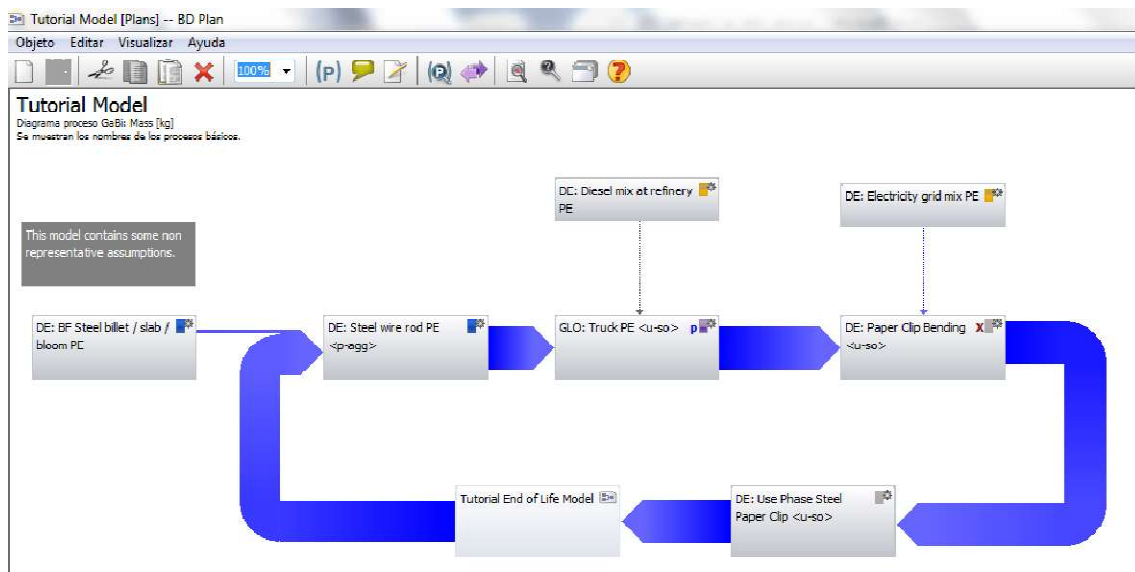 Tutorial Model [Plans] -- BD Plan
Objeto Editar Visualizar Ayuda
100% (P)
Tutorial Model
Diagrama proceso GaBi: Mass [kg]
Se muestran los nombres de los procesos básicos.
DE: Diesel mix at refinery
PE
DE: Electricity grid mix PE
This model contains some non
representative assumptions.
DE: BF Steel billet / slab /
bloom PE
DE: Steel wire rod PE
<p-agg>
GLO: Truck PE <u-so> p
DE: Paper Clip Bending X
<u-so>
Tutorial End of Life Model
DE: Use Phase Steel
Paper Clip <u-so>